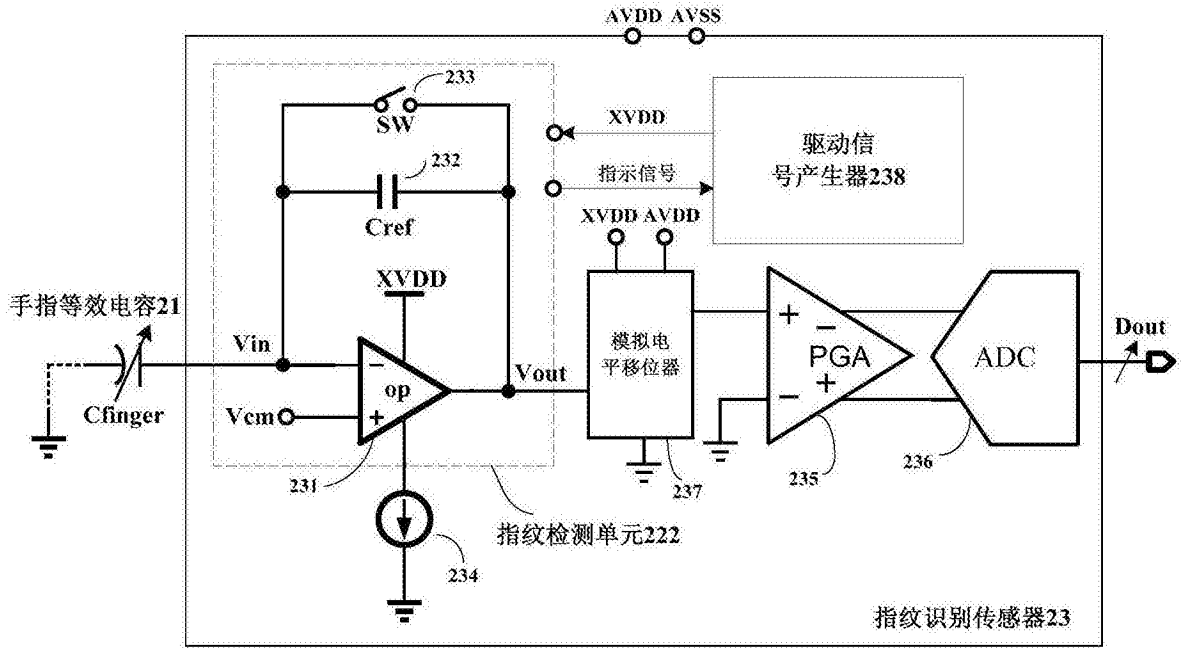 AVDD AVSS
233
SW
XVDD
驱动信
号产生器238
232
Cref
指示信号
XVDD AVDD
XVDD
手指等效电容21
Vin
Cfinger
Vcm
−
op
+
Vout
模拟电
平移位器
+
−
PGA
+
−
ADC
Dout
231
237
235
236
指纹检测单元222
234
指纹识别传感器23